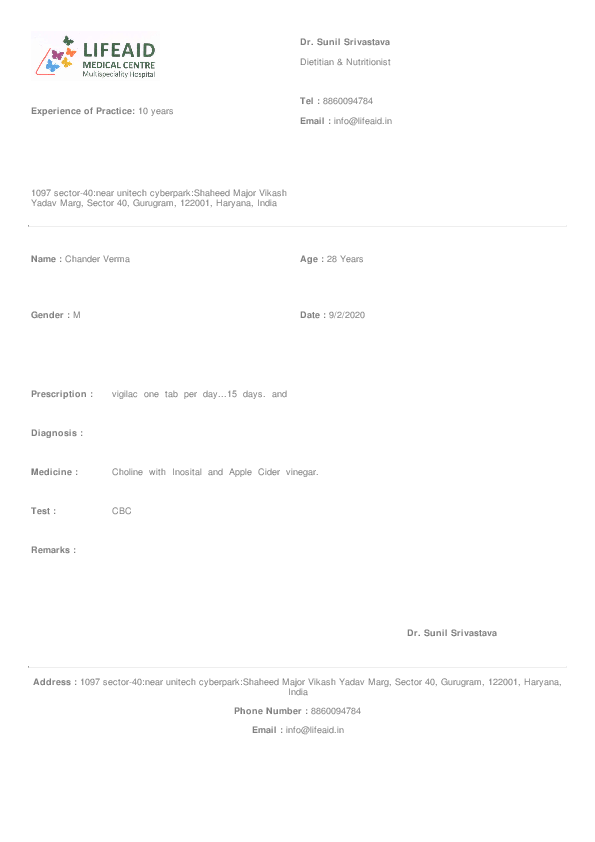 LIFEAID
MEDICAL CENTRE
Multispeciality Hospital
Dr. Sunil Srivastava
Dietitian & Nutritionist
Tel : 8860094784
Experience of Practice: 10 years
Email : info@lifeaid.in
1097 sector-40:near unitech cyberpark:Shaheed Major Vikash
Yadav Marg, Sector 40, Gurugram, 122001, Haryana, India
Name : Chander Verma
Age : 28 Years
Gender : M
Date : 9/2/2020
Prescription : vigilac one tab per day...15 days. and
Diagnosis :
Medicine : Choline with Inosital and Apple Cider vinegar.
Test : CBC
Remarks :
Dr. Sunil Srivastava
Address : 1097 sector-40:near unitech cyberpark:Shaheed Major Vikash Yadav Marg, Sector 40, Gurugram, 122001, Haryana,
India
Phone Number : 8860094784
Email : info@lifeaid.in